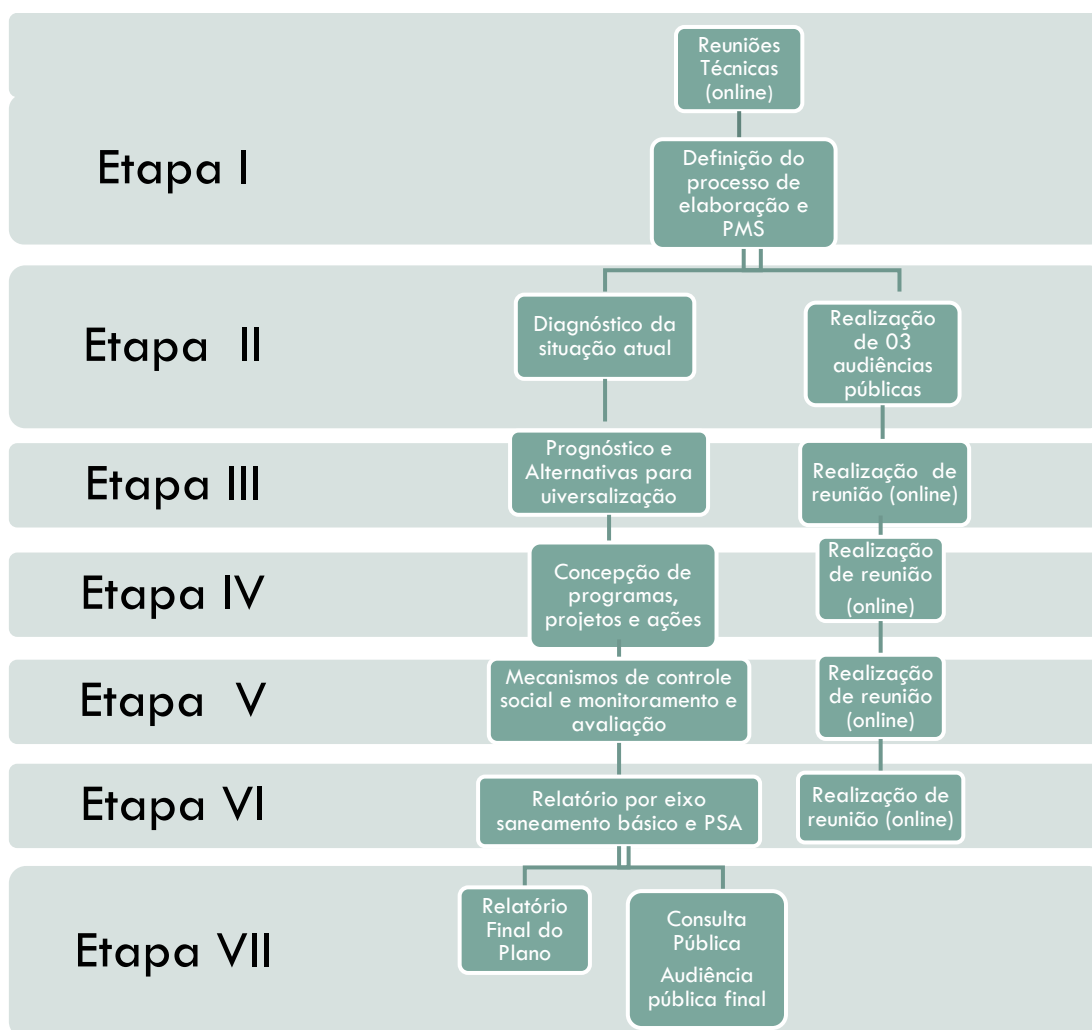 Reuniões
Técnicas
(online)
Etapa I
Definição do
processo de
elaboração e
PMS
Etapa II
Diagnóstico da
situação atual
Realização
de 03
audiências
públicas
Etapa III
Prognóstico e
Alternativas para
uiversalização
Realização de
reunião (online)
Etapa IV
Concepção de
programas,
projetos e ações
Realização
de reunião
(online)
Etapa V
Mecanismos de controle
social e monitoramento e
avaliação
Realização
de reunião
(online)
Etapa VI
Relatório por eixo
saneamento básico e PSA
Realização de
reunião (online)
Etapa VII
Relatório
Final do
Plano
Consulta
Pública
Audiência
pública final